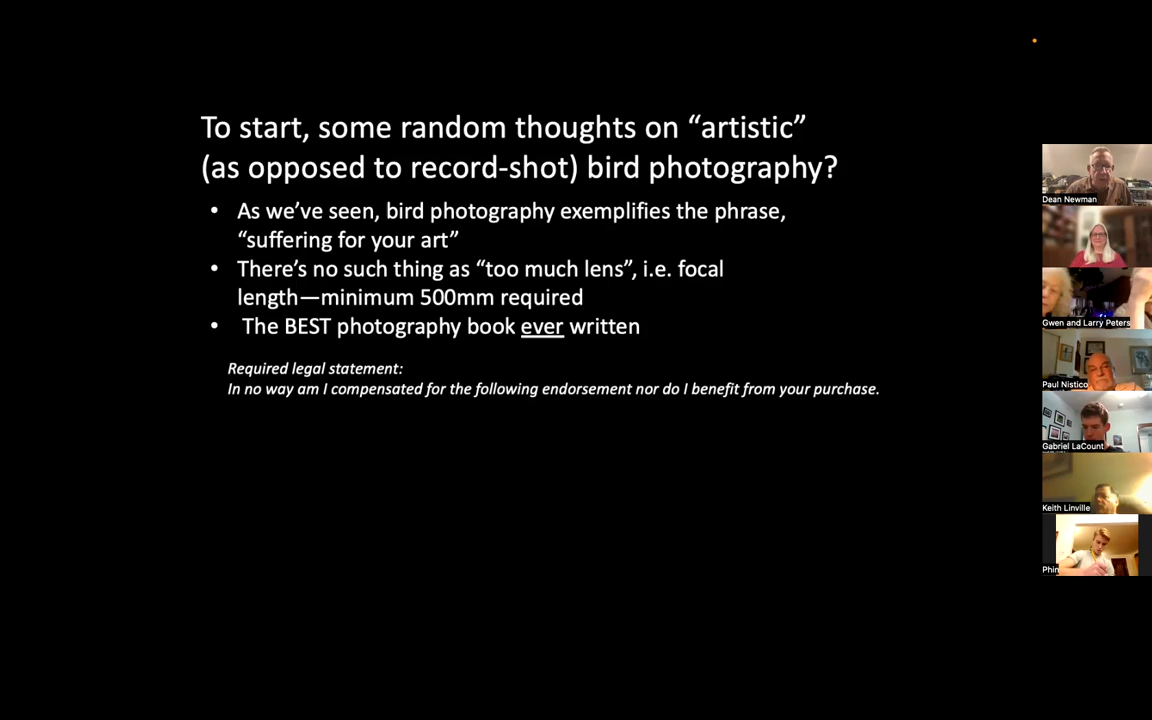 To start, some random thoughts on “artistic”
(as opposed to record-shot) bird photography?
• As we’ve seen, bird photography exemplifies the phrase,
“suffering for your art”
• There’s no such thing as “too much lens”, i.e. focal
length—minimum 500mm required
• The BEST photography book ever written
Required legal statement:
In no way am I compensated for the following endorsement nor do I benefit from your purchase.
Dean Newman
Gwen and Larry Peters
Paul Nistico
Gabriel LaCount
Keith Linville
Phin